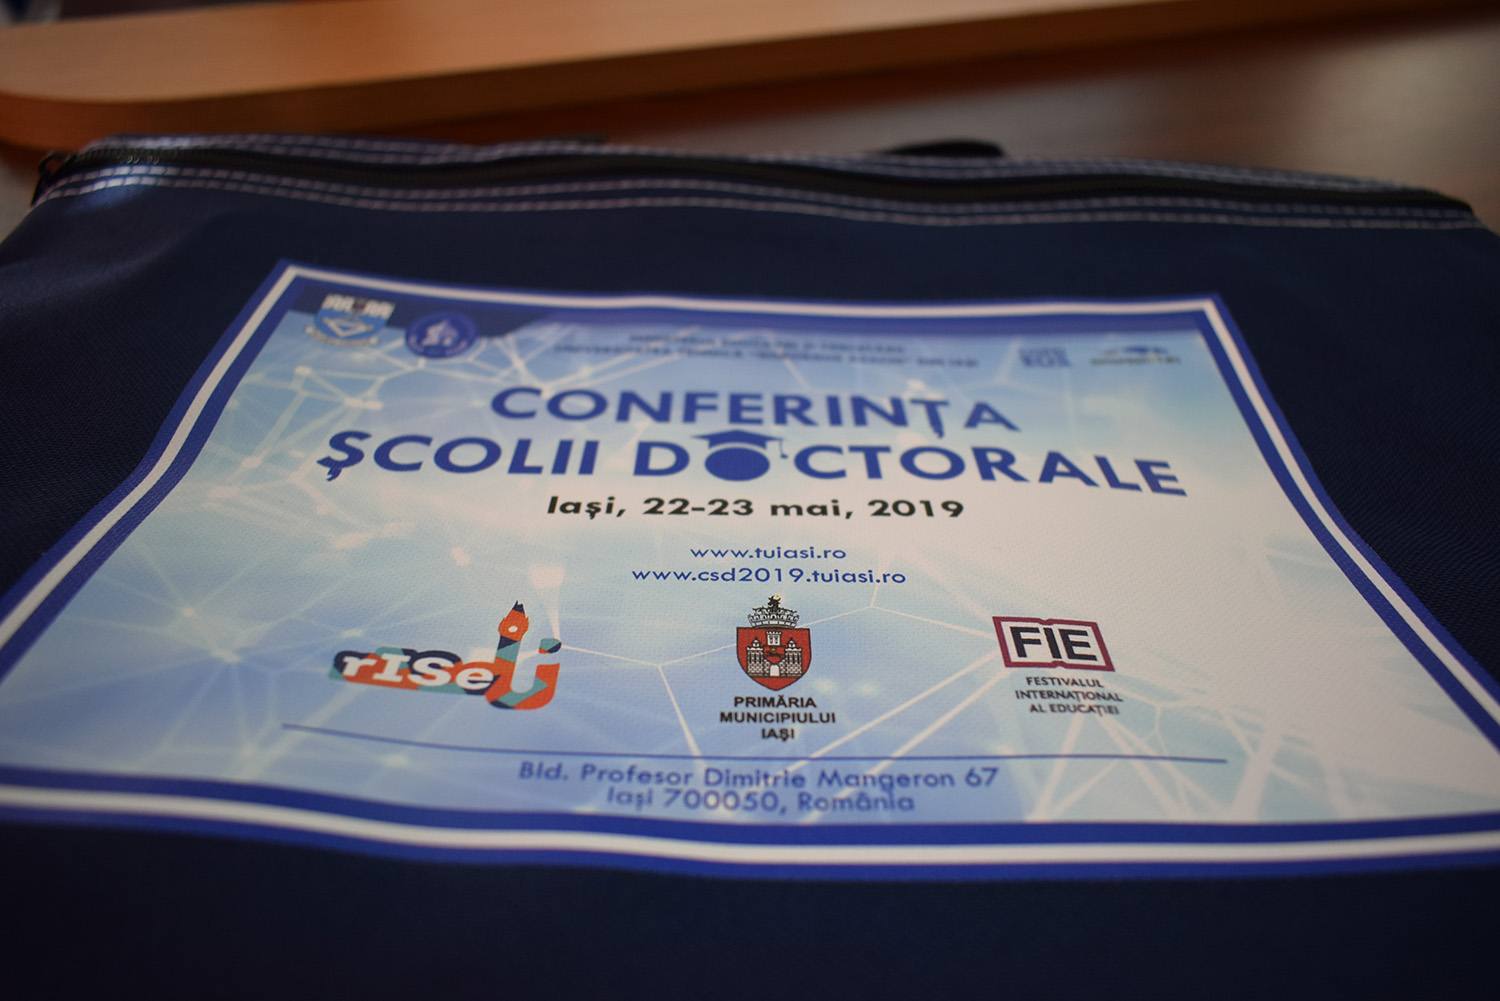 CONFERINȚA
ȘCOLII DOCTORALE
Iași, 22-23 mai, 2019
www.tuiasi.ro
www.csd2019.tuiasi.ro
rISe
PRIMĂRIA
MUNICIPIULUI
IAȘI
FIE
FESTIVALUL
INTERNAȚIONAL
AL EDUCAȚIEI
Bld. Profesor Dimitrie Mangeron 67
Iași 700050, România